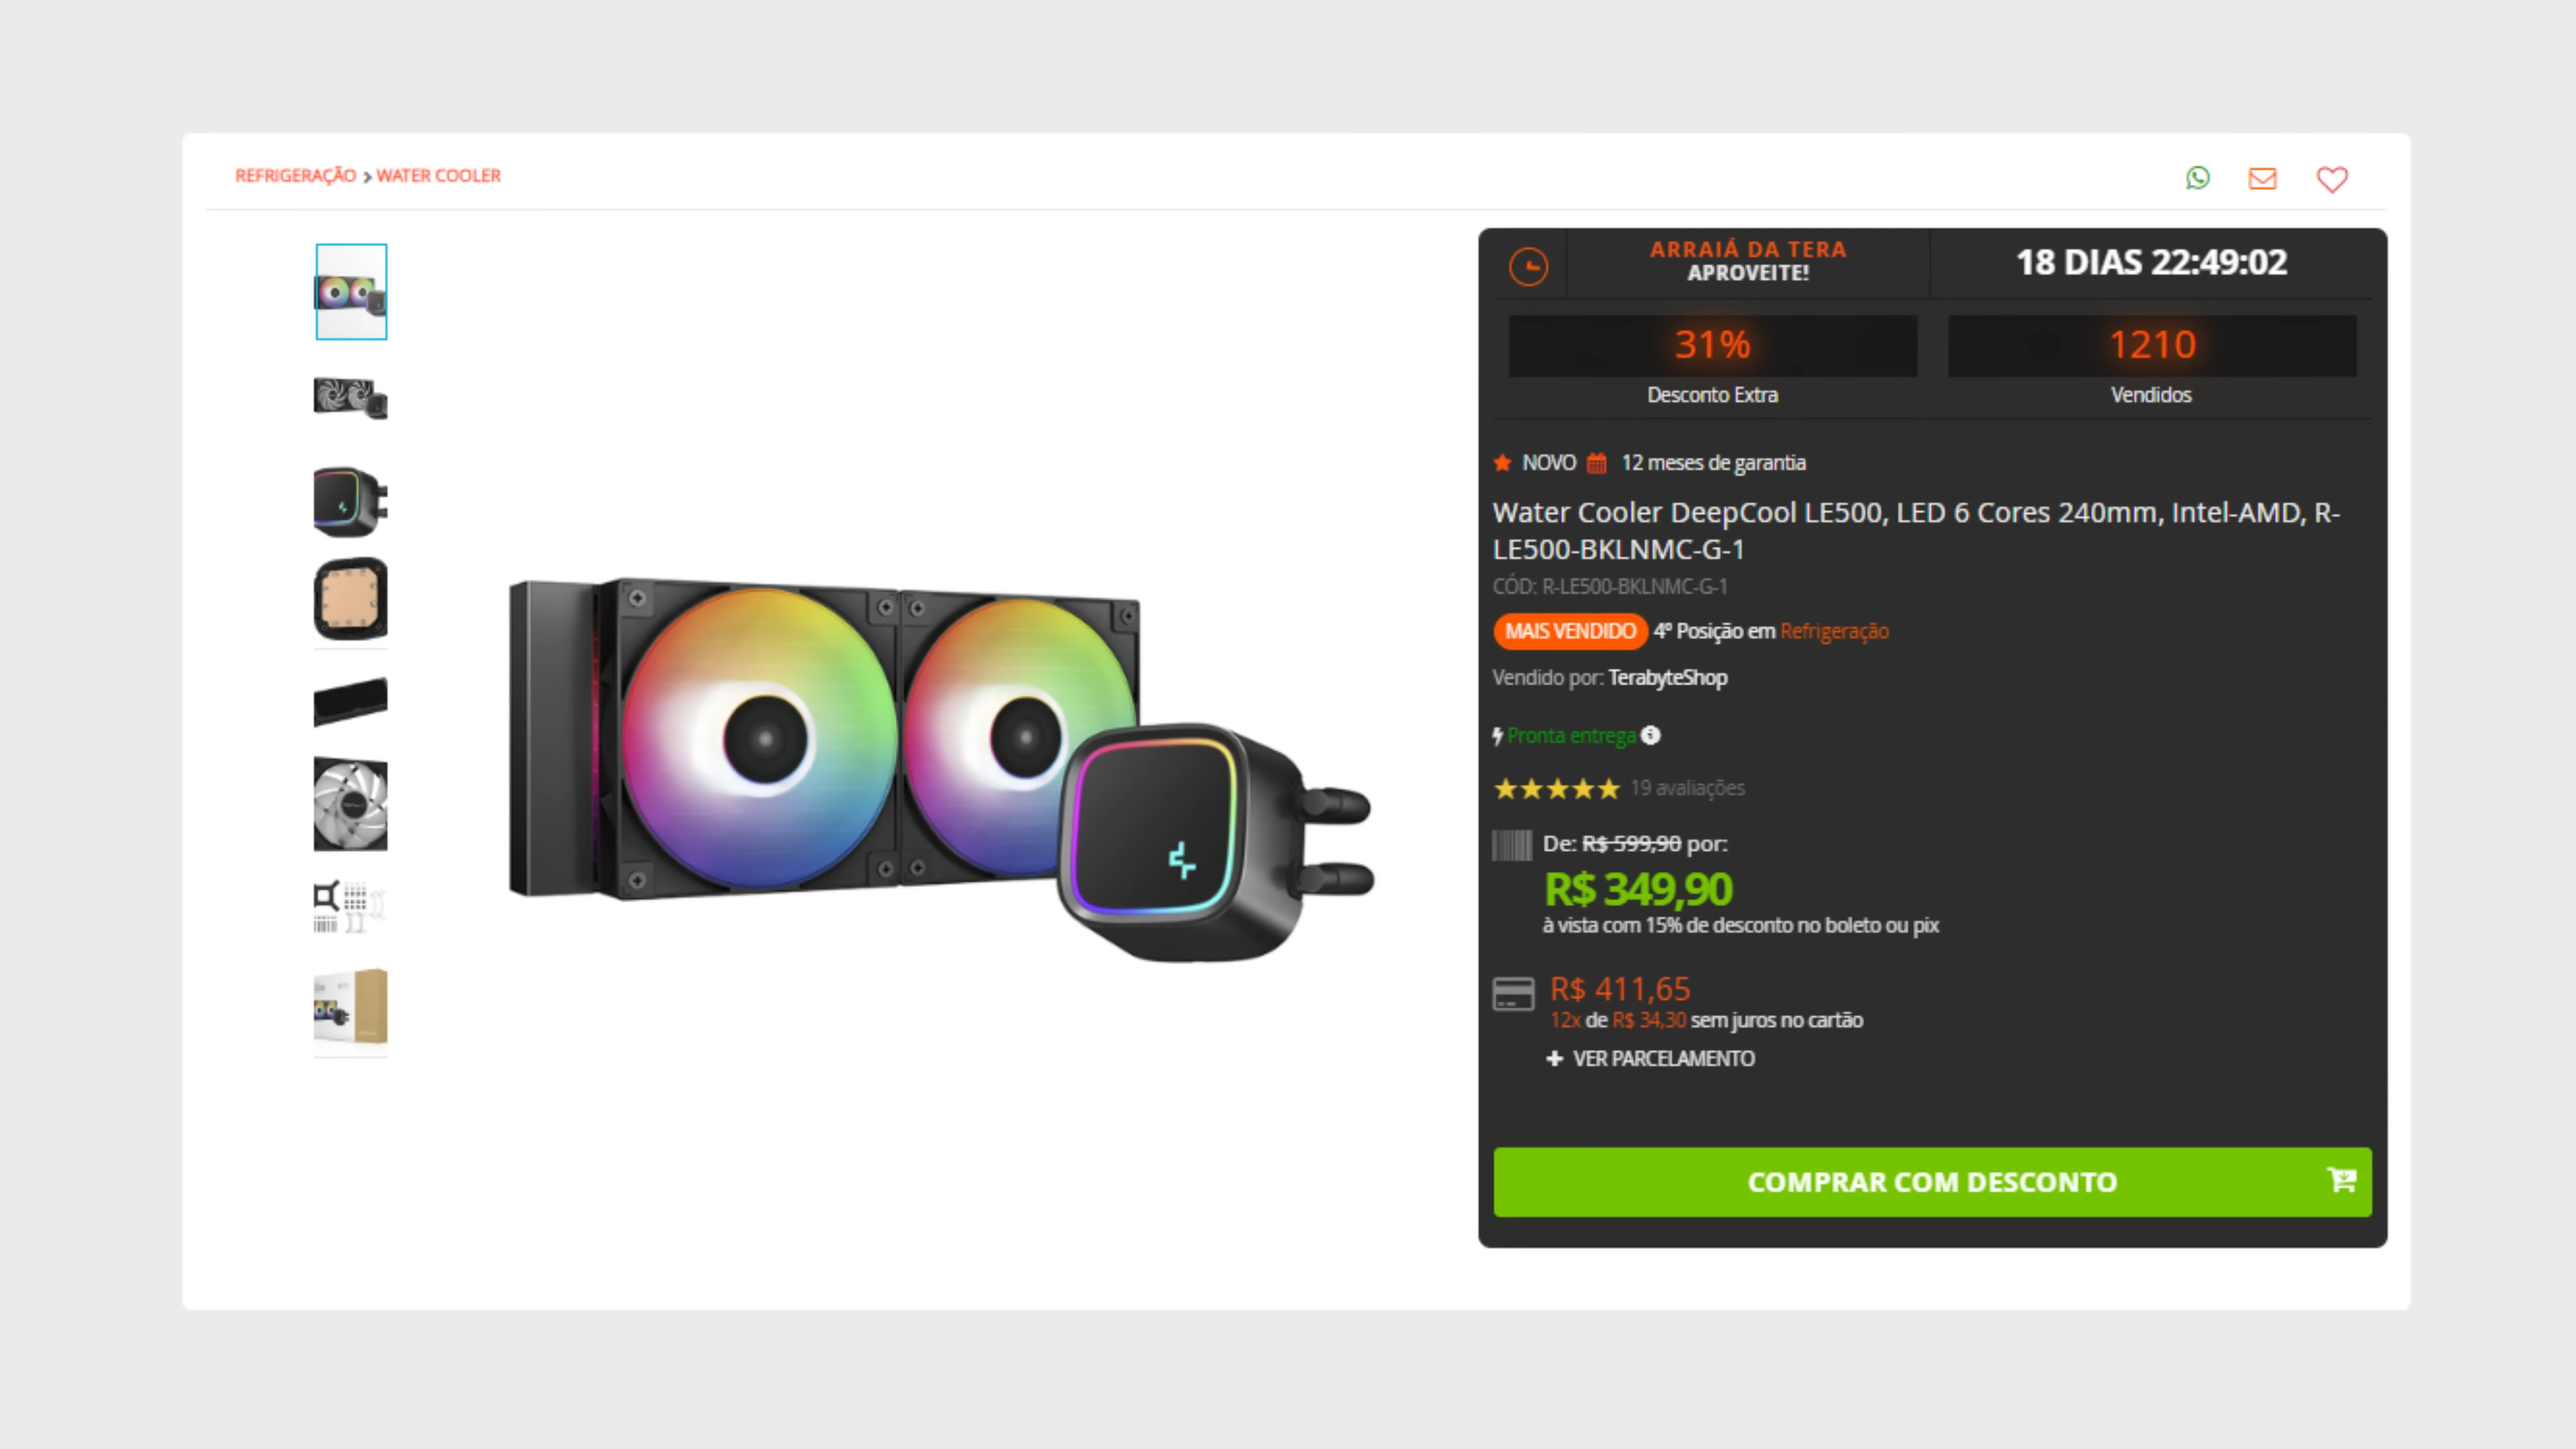 REFRIGERAÇÃO > WATER COOLER
ARRAIÁ DA TERA
APROVEITE!
18 DIAS 22:49:02
31%
Desconto Extra
1210
Vendidos
NOVO 12 meses de garantia
Water Cooler DeepCool LE500, LED 6 Cores 240mm, Intel-AMD, R-
LE500-BKLNMC-G-1
CÓD: R-LE500-BKLNMC-G-1
MAIS VENDIDO 4º Posição em Refrigeração
Vendido por: TerabyteShop
Pronta entrega
19 avaliações
De: R$ 599,90 por:
R$ 349,90
à vista com 15% de desconto no boleto ou pix
R$ 411,65
12x de R$ 34,30 sem juros no cartão
+ VER PARCELAMENTO
COMPRAR COM DESCONTO